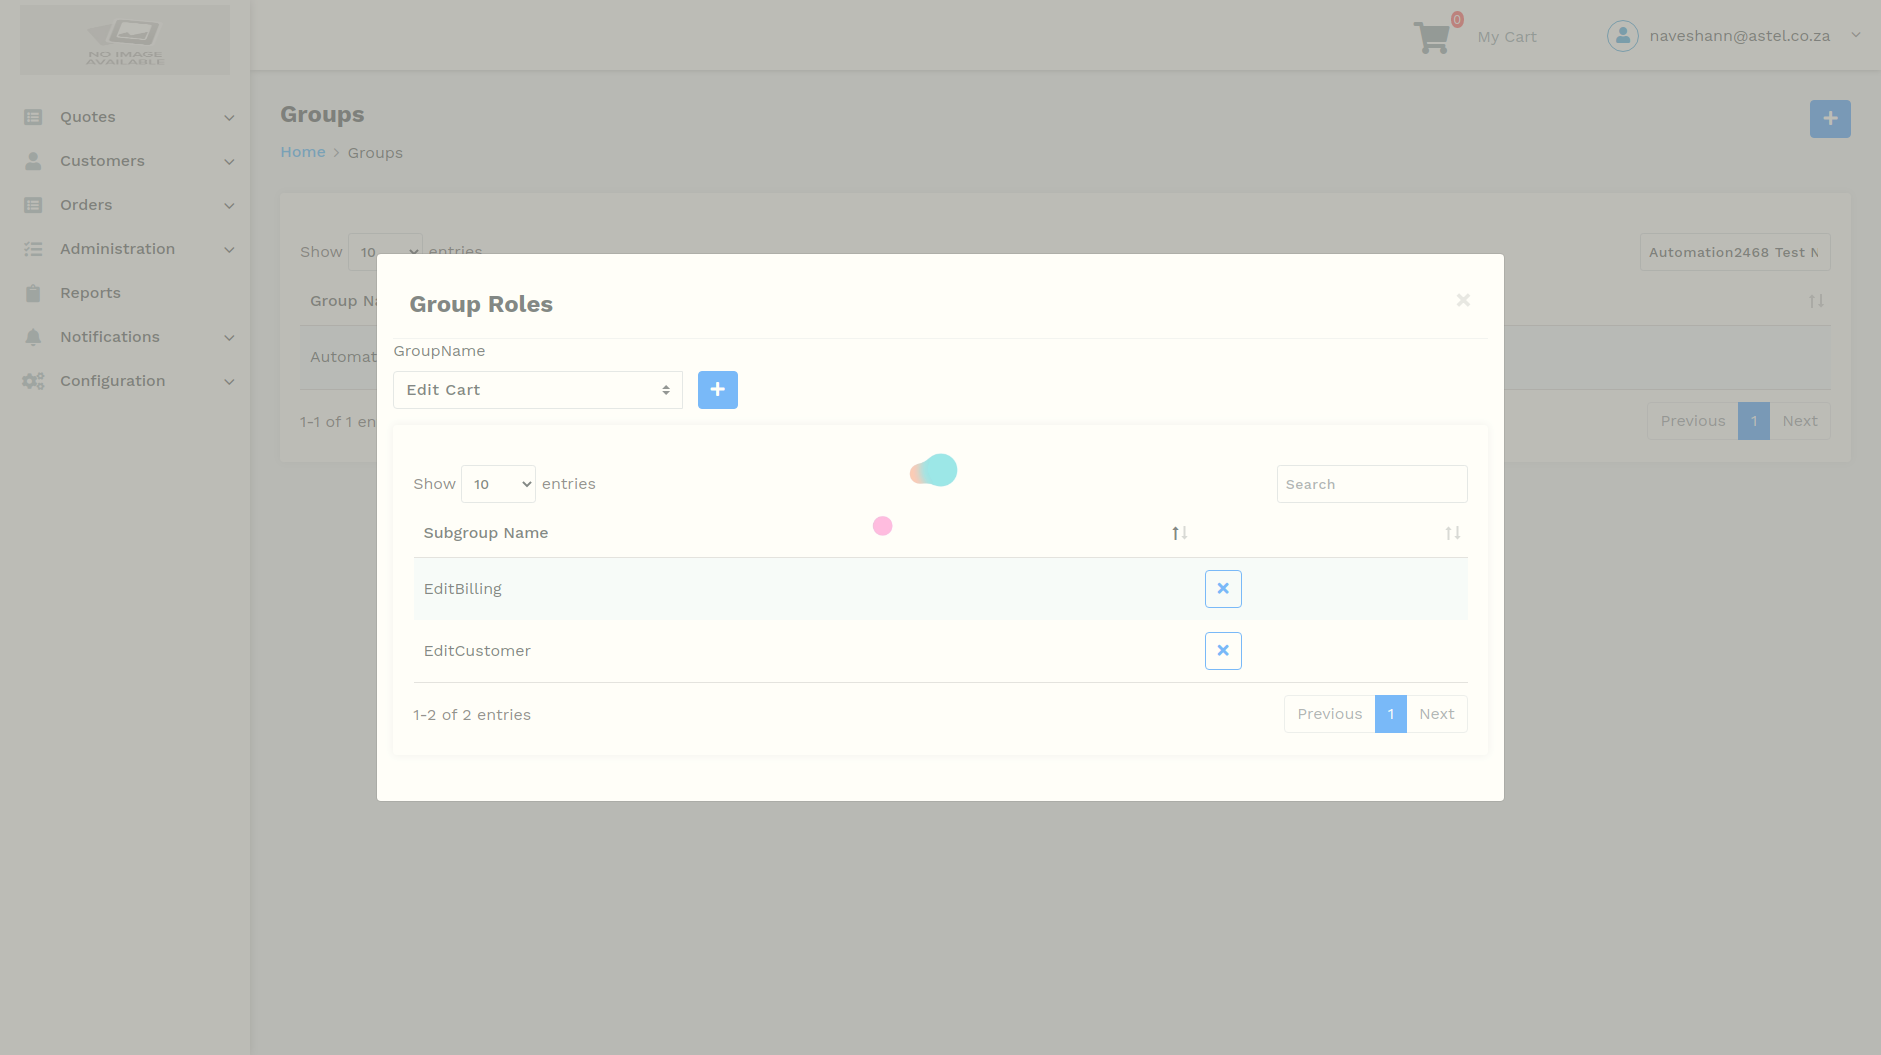 NO IMAGE
AVAILABLE
0
My Cart
naveshann@astel.co.za
Quotes
Customers
Orders
Administration
Reports
Notifications
Configuration
Groups
Home
Groups
Show 10 entries
Automation2468 Test N
Group Na
Automat
1-1 of 1 en
Previous 1 Next
Group Roles
GroupName
Edit Cart
Show 10 entries
Search
Subgroup Name
EditBilling
EditCustomer
1-2 of 2 entries
Previous 1 Next